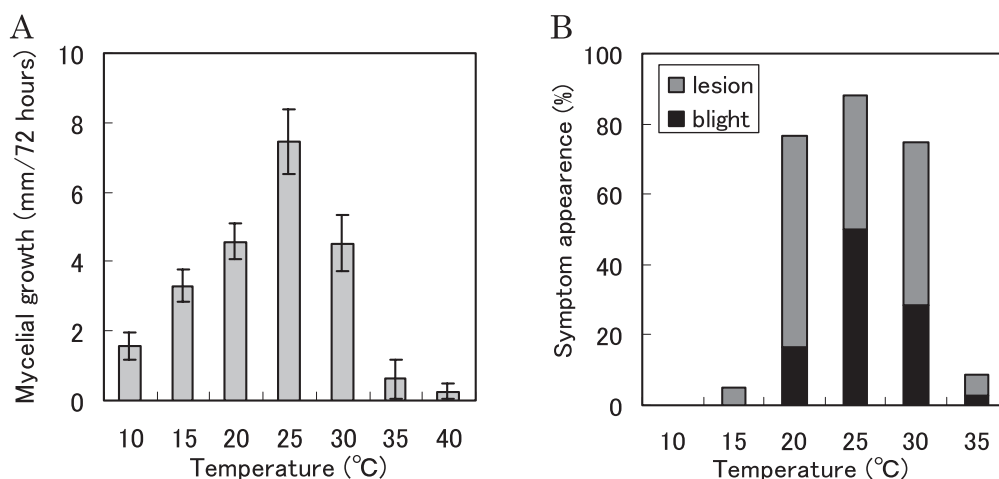 A
Mycelial growth (mm/72 hours)
10
8
6
4
2
0
10 15 20 25 30 35 40
Temperature (℃)
B
Symptom appearence (%)
100
80
60
40
20
0
lesion
blight
10 15 20 25 30 35
Temperature (℃)